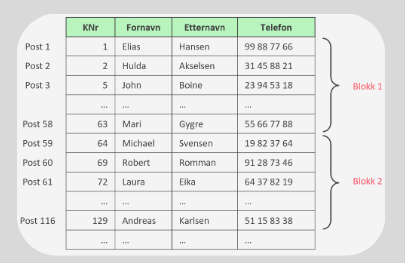 KNr Fornavn Etternavn Telefon
Post 1 1 Elias Hansen 99 88 77 66
Post 2 2 Hulda Akselsen 31 45 88 21
Post 3 5 John Boine 23 94 53 18 Blokk 1
... ... ... ...
Post 58 63 Mari Gygre 55 66 77 88
Post 59 64 Michael Svensen 19 82 37 64
Post 60 69 Robert Romman 91 28 73 46
Post 61 72 Laura Eika 64 37 82 19 Blokk 2
... ... ... ...
Post 116 129 Andreas Karlsen 51 15 83 38
... ... ... ...